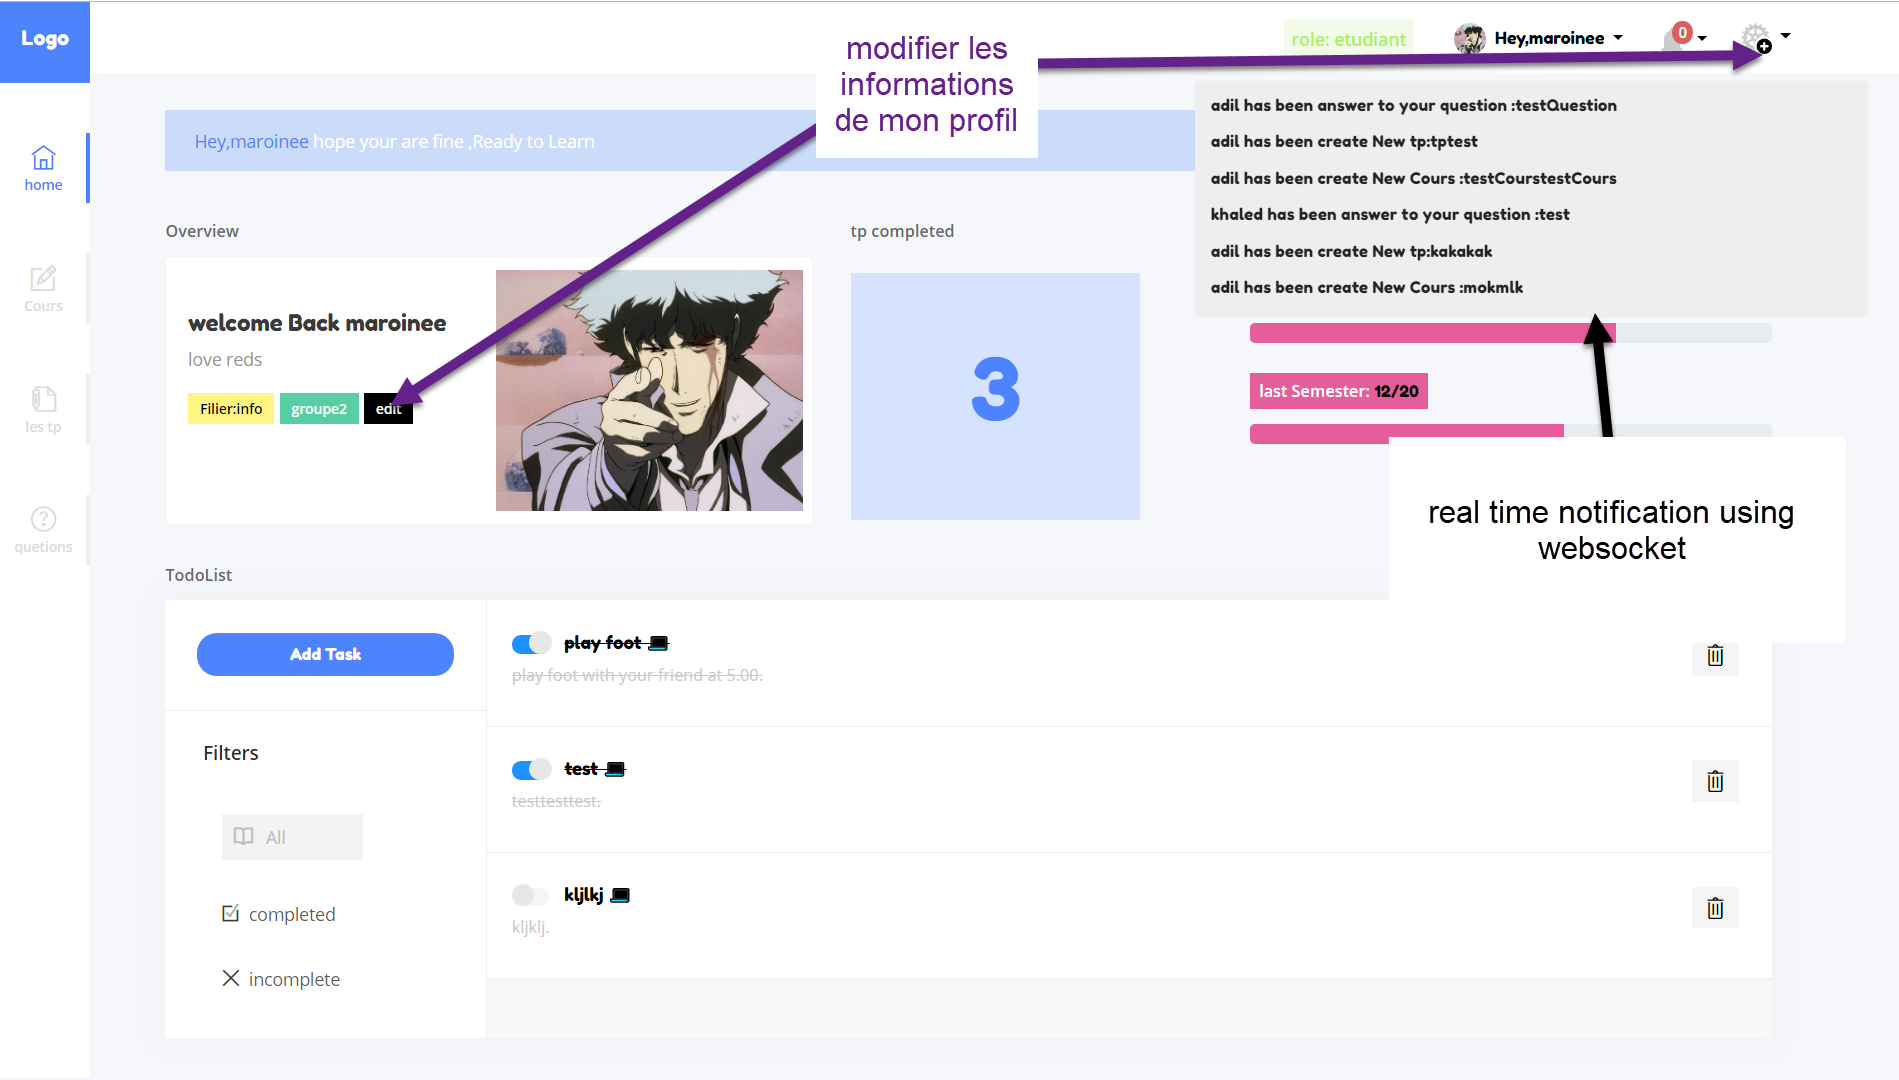 Logo
modifier les
informations
de mon profil
role: etudiant
Hey,maroinee
0
home
Cours
les tp
quetions
Hey,maroinee hope your are fine ,Ready to Learn
adil has been answer to your question :testQuestion
adil has been create New tp:tptest
adil has been create New Cours :testCourstestCours
khaled has been answer to your question :test
adil has been create New tp:kakakak
adil has been create New Cours :mokmlk
Overview
welcome Back maroinee
love reds
Filier:info
groupe2
edit
tp completed
3
last Semester: 12/20
real time notification using
websocket
TodoList
Add Task
Filters
All
completed
incomplete
play foot
play foot with your friend at 5.00.
test
testtesttest.
kljlkj
kljklj.